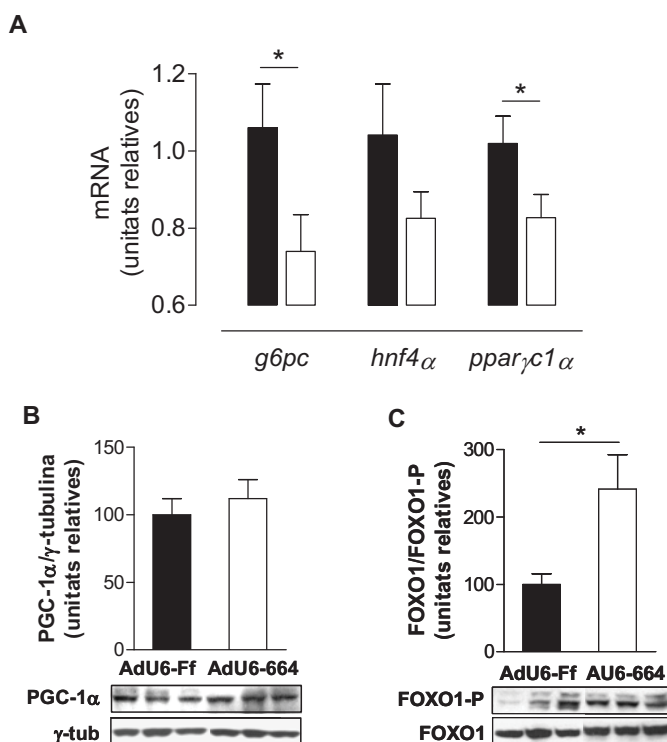 A
mRNA
(unitats relatives)
1.2
1.0
0.8
0.6
*
*
g6pc
hnf4α
pparγc1α
B
PGC-1α/γ-tubulina
(unitats relatives)
150
100
50
0
AdU6-Ff
AdU6-664
PGC-1α
γ-tub
C
FOXO1/FOXO1-P
(unitats relatives)
300
200
100
0
*
AdU6-Ff
AU6-664
FOXO1-P
FOXO1